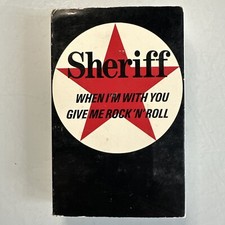 Sheriff
WHEN I'M WITH YOU
GIVE ME ROCK 'N' ROLL